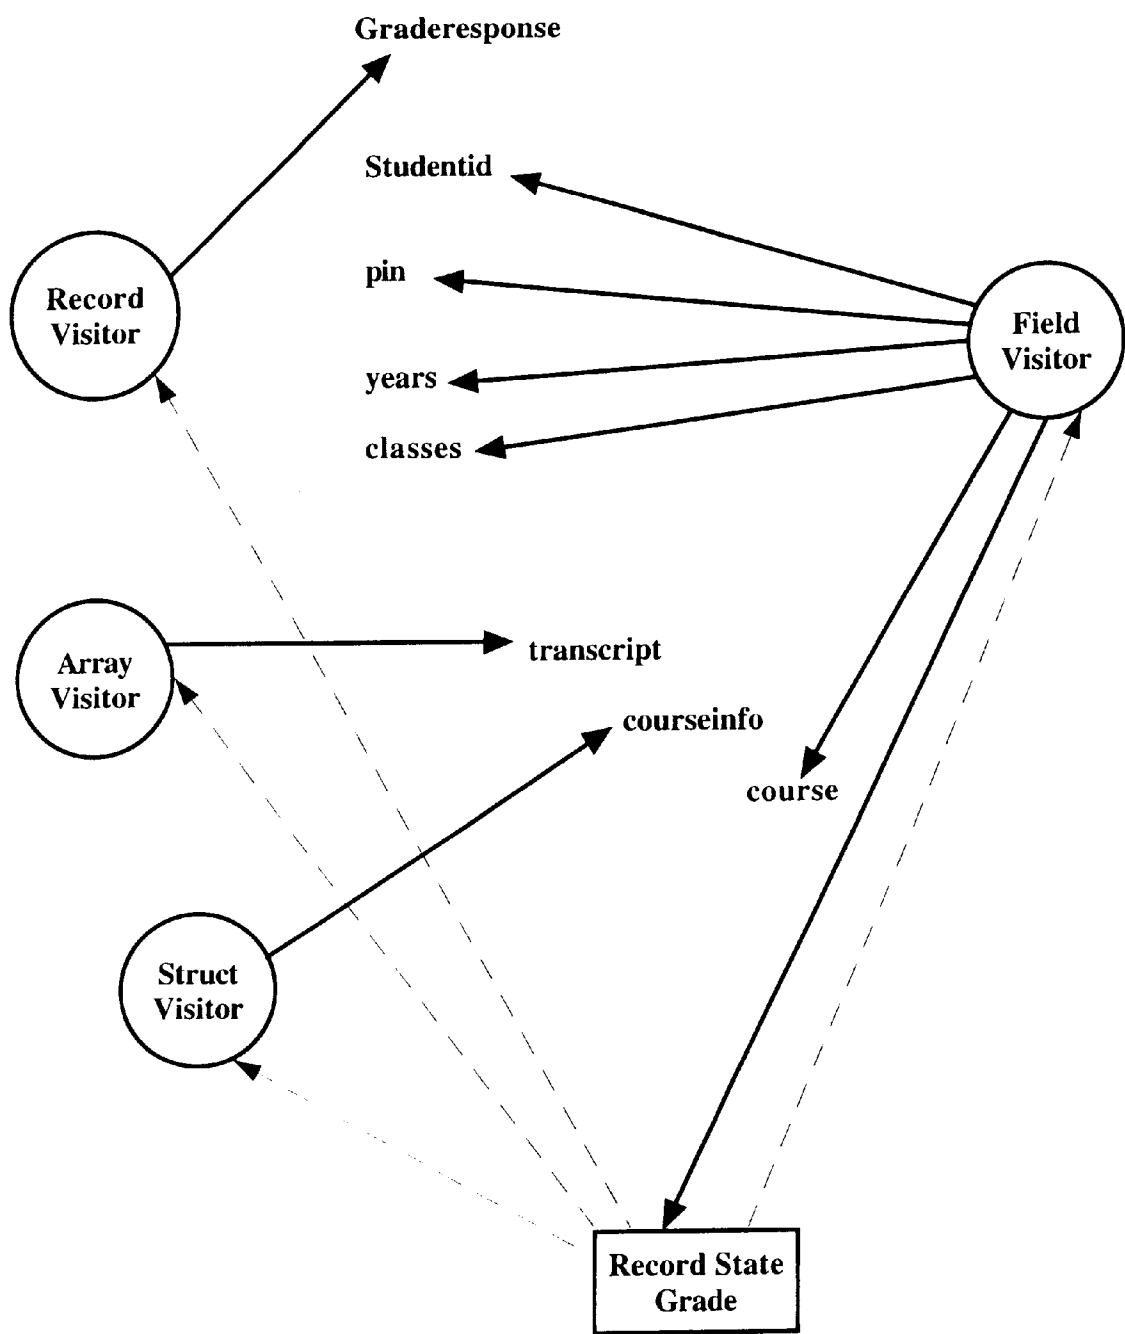 Graderesponse
Studentid
pin
Record
Visitor
Field
Visitor
years
classes
Array
Visitor
transcript
courseinfo
course
Struct
Visitor
Record State
Grade